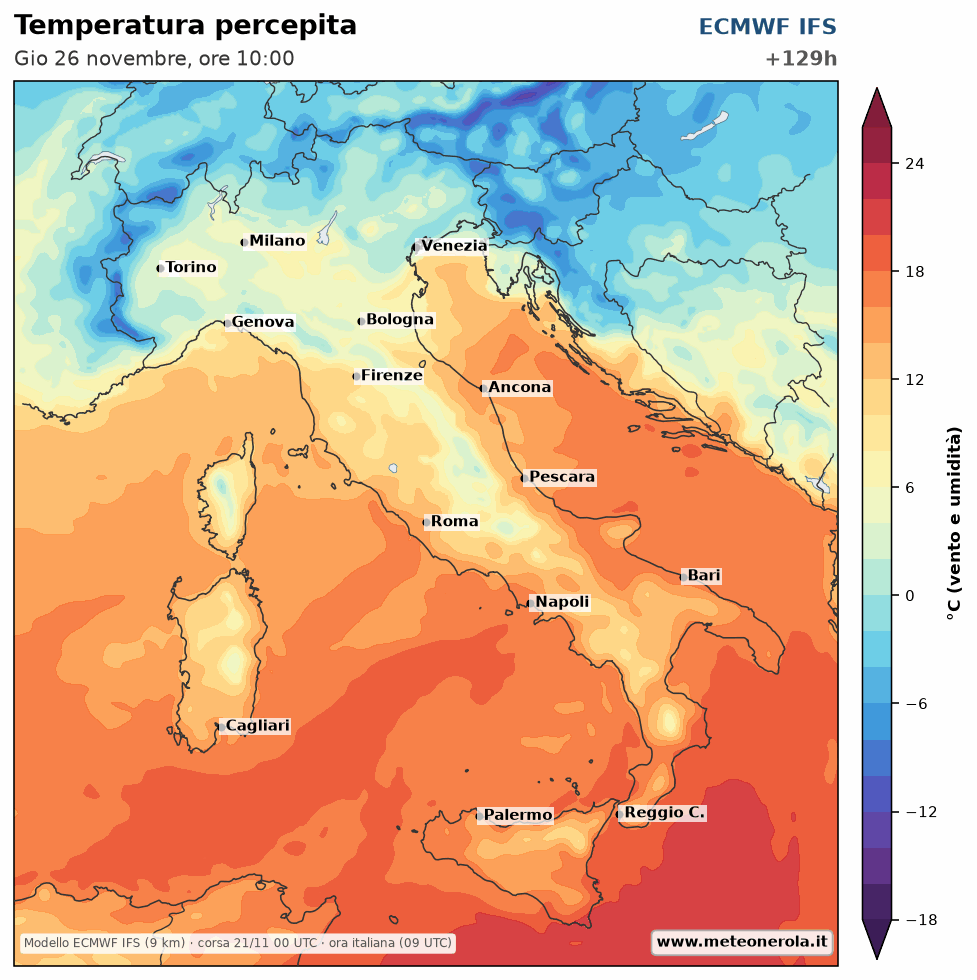 Temperatura percepita
ECMWF IFS
Gio 26 novembre, ore 10:00
+129h
Milano
Venezia
Torino
Genova
Bologna
Firenze
Ancona
Pescara
Roma
Bari
Napoli
Cagliari
Palermo
Reggio C.
24
18
12
6
0
−6
−12
−18
°C (vento e umidità)
Modello ECMWF IFS (9 km) · corsa 21/11 00 UTC · ora italiana (09 UTC)
www.meteonerola.it